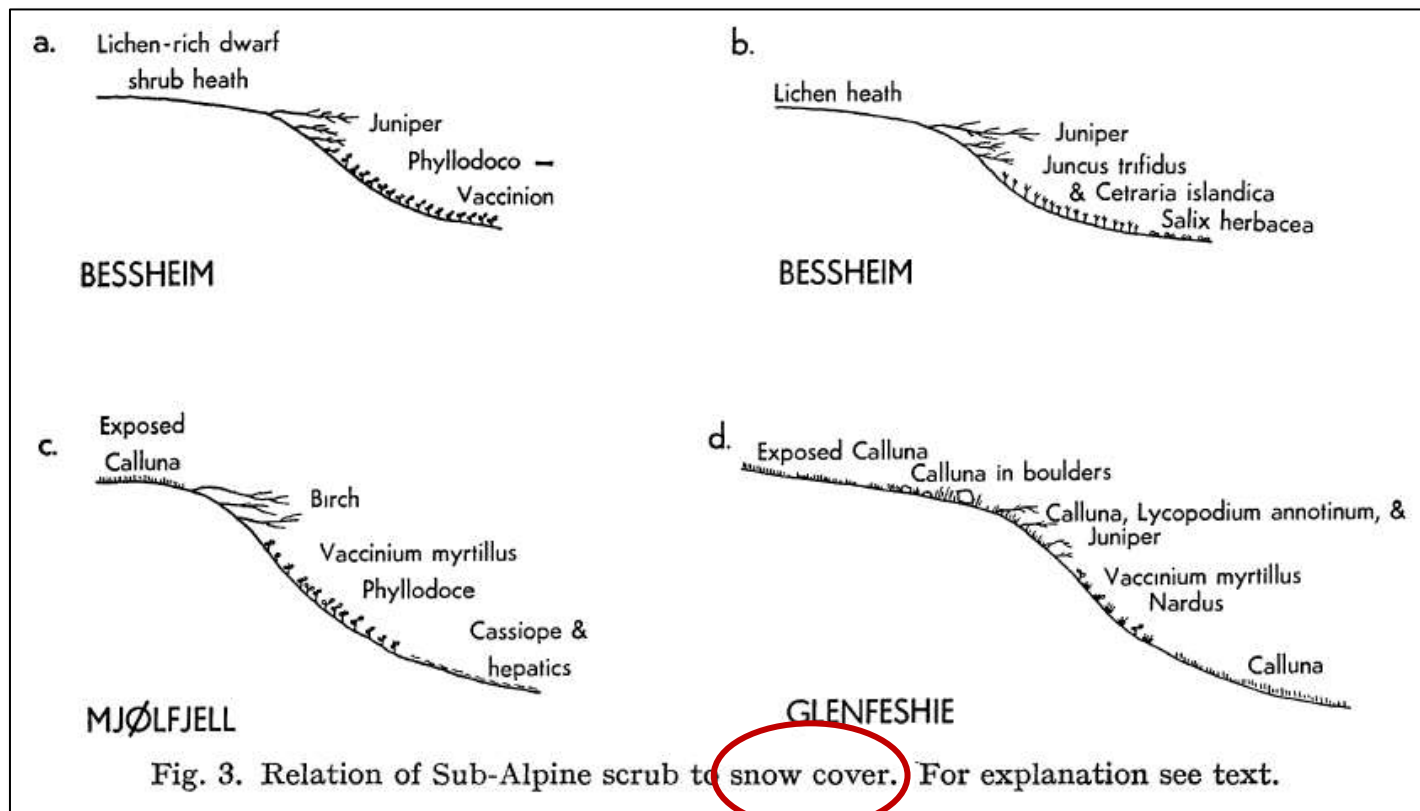 a.
Lichen-rich dwarf
shrub heath
Juniper
Phyllodoco –
Vaccinion
BESSHEIM
b.
Lichen heath
Juniper
Juncus trifidus
& Cetraria islandica
Salix herbacea
BESSHEIM
c.
Exposed
Calluna
Birch
Vaccinium myrtillus
Phyllodoce
Cassiope &
hepatics
MJØLFJELL
d.
Exposed Calluna
Calluna in boulders
Calluna, Lycopodium annotinum, &
Juniper
Vaccinium myrtillus
Nardus
Calluna
GLENFESHIE
Fig. 3. Relation of Sub-Alpine scrub to snow cover. For explanation see text.